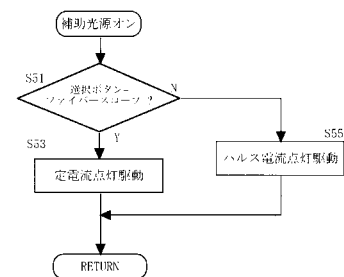 補助光源オン
S51
選択ボタン=
ファイバースコープ ?
N
Y
S53
定電流点灯駆動
S55
パルス電流点灯駆動
RETURN